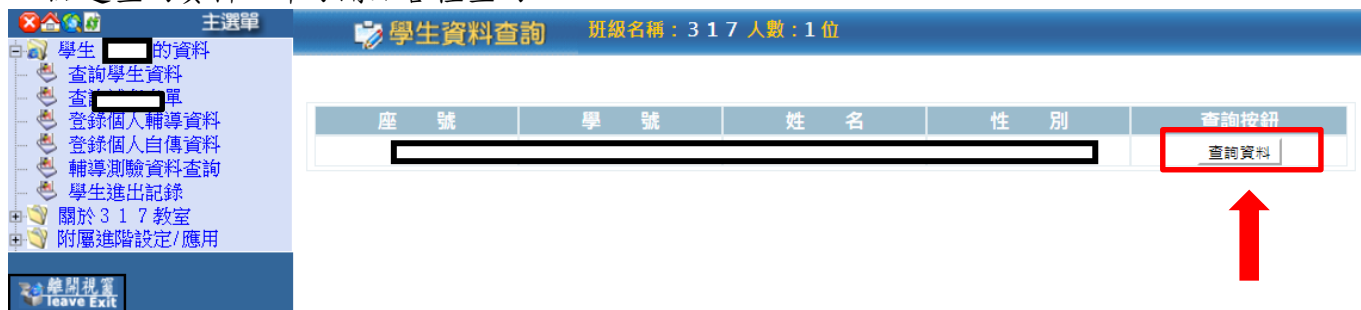 主選單
學生 的資料
查詢學生資料
單
登錄個人輔導資料
登錄個人自傳資料
輔導測驗資料查詢
學生進出記錄
關於317教室
附屬進階設定/應用
離開視窗
leave Exit
學生資料查詢
班級名稱:317 人數:1位
座 號 學 號 姓 名 性 別 查詢按鈕
查詢資料